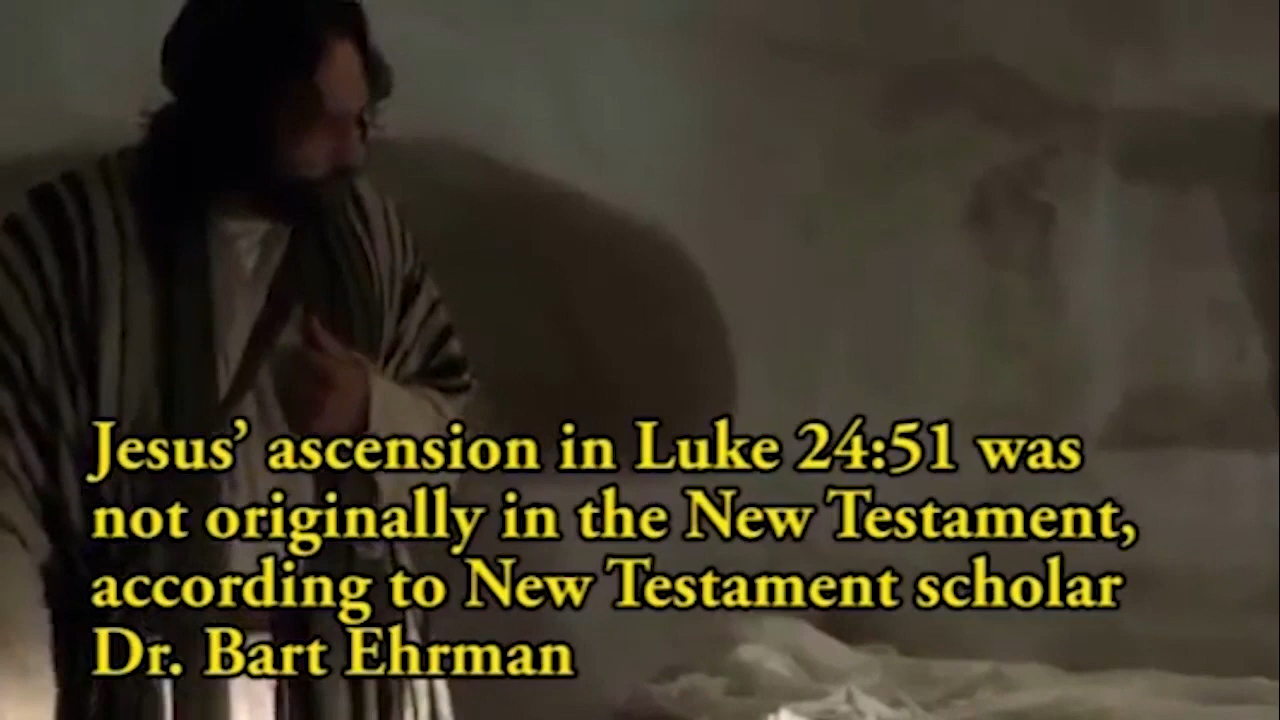 Jesus’ ascension in Luke 24:51 was
not originally in the New Testament,
according to New Testament scholar
Dr. Bart Ehrman